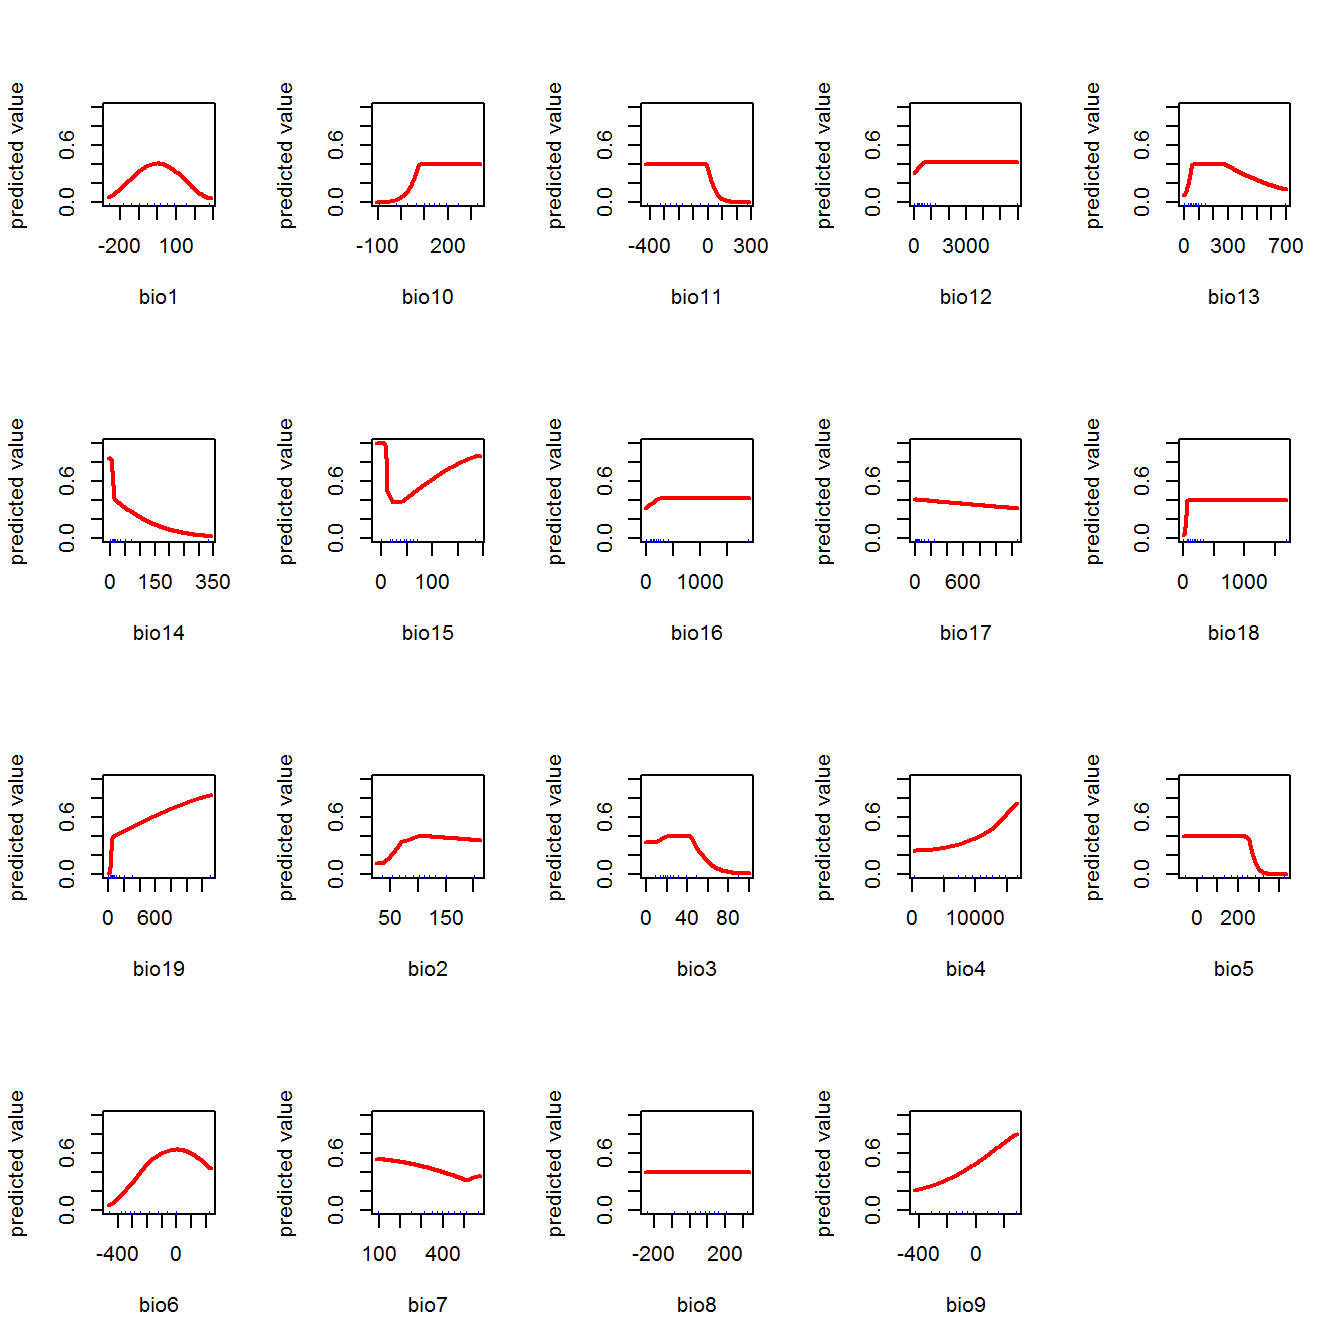 predicted value 0.0 0.6 -200 100 bio1
predicted value 0.0 0.6 -100 200 bio10
predicted value 0.0 0.6 -400 0 300 bio11
predicted value 0.0 0.6 0 3000 bio12
predicted value 0.0 0.6 0 300 700 bio13
predicted value 0.0 0.6 0 150 350 bio14
predicted value 0.0 0.6 0 100 bio15
predicted value 0.0 0.6 0 1000 bio16
predicted value 0.0 0.6 0 600 bio17
predicted value 0.0 0.6 0 1000 bio18
predicted value 0.0 0.6 0 600 bio19
predicted value 0.0 0.6 50 150 bio2
predicted value 0.0 0.6 0 40 80 bio3
predicted value 0.0 0.6 0 10000 bio4
predicted value 0.0 0.6 0 200 bio5
predicted value 0.0 0.6 -400 0 bio6
predicted value 0.0 0.6 100 400 bio7
predicted value 0.0 0.6 -200 200 bio8
predicted value 0.0 0.6 -400 0 bio9